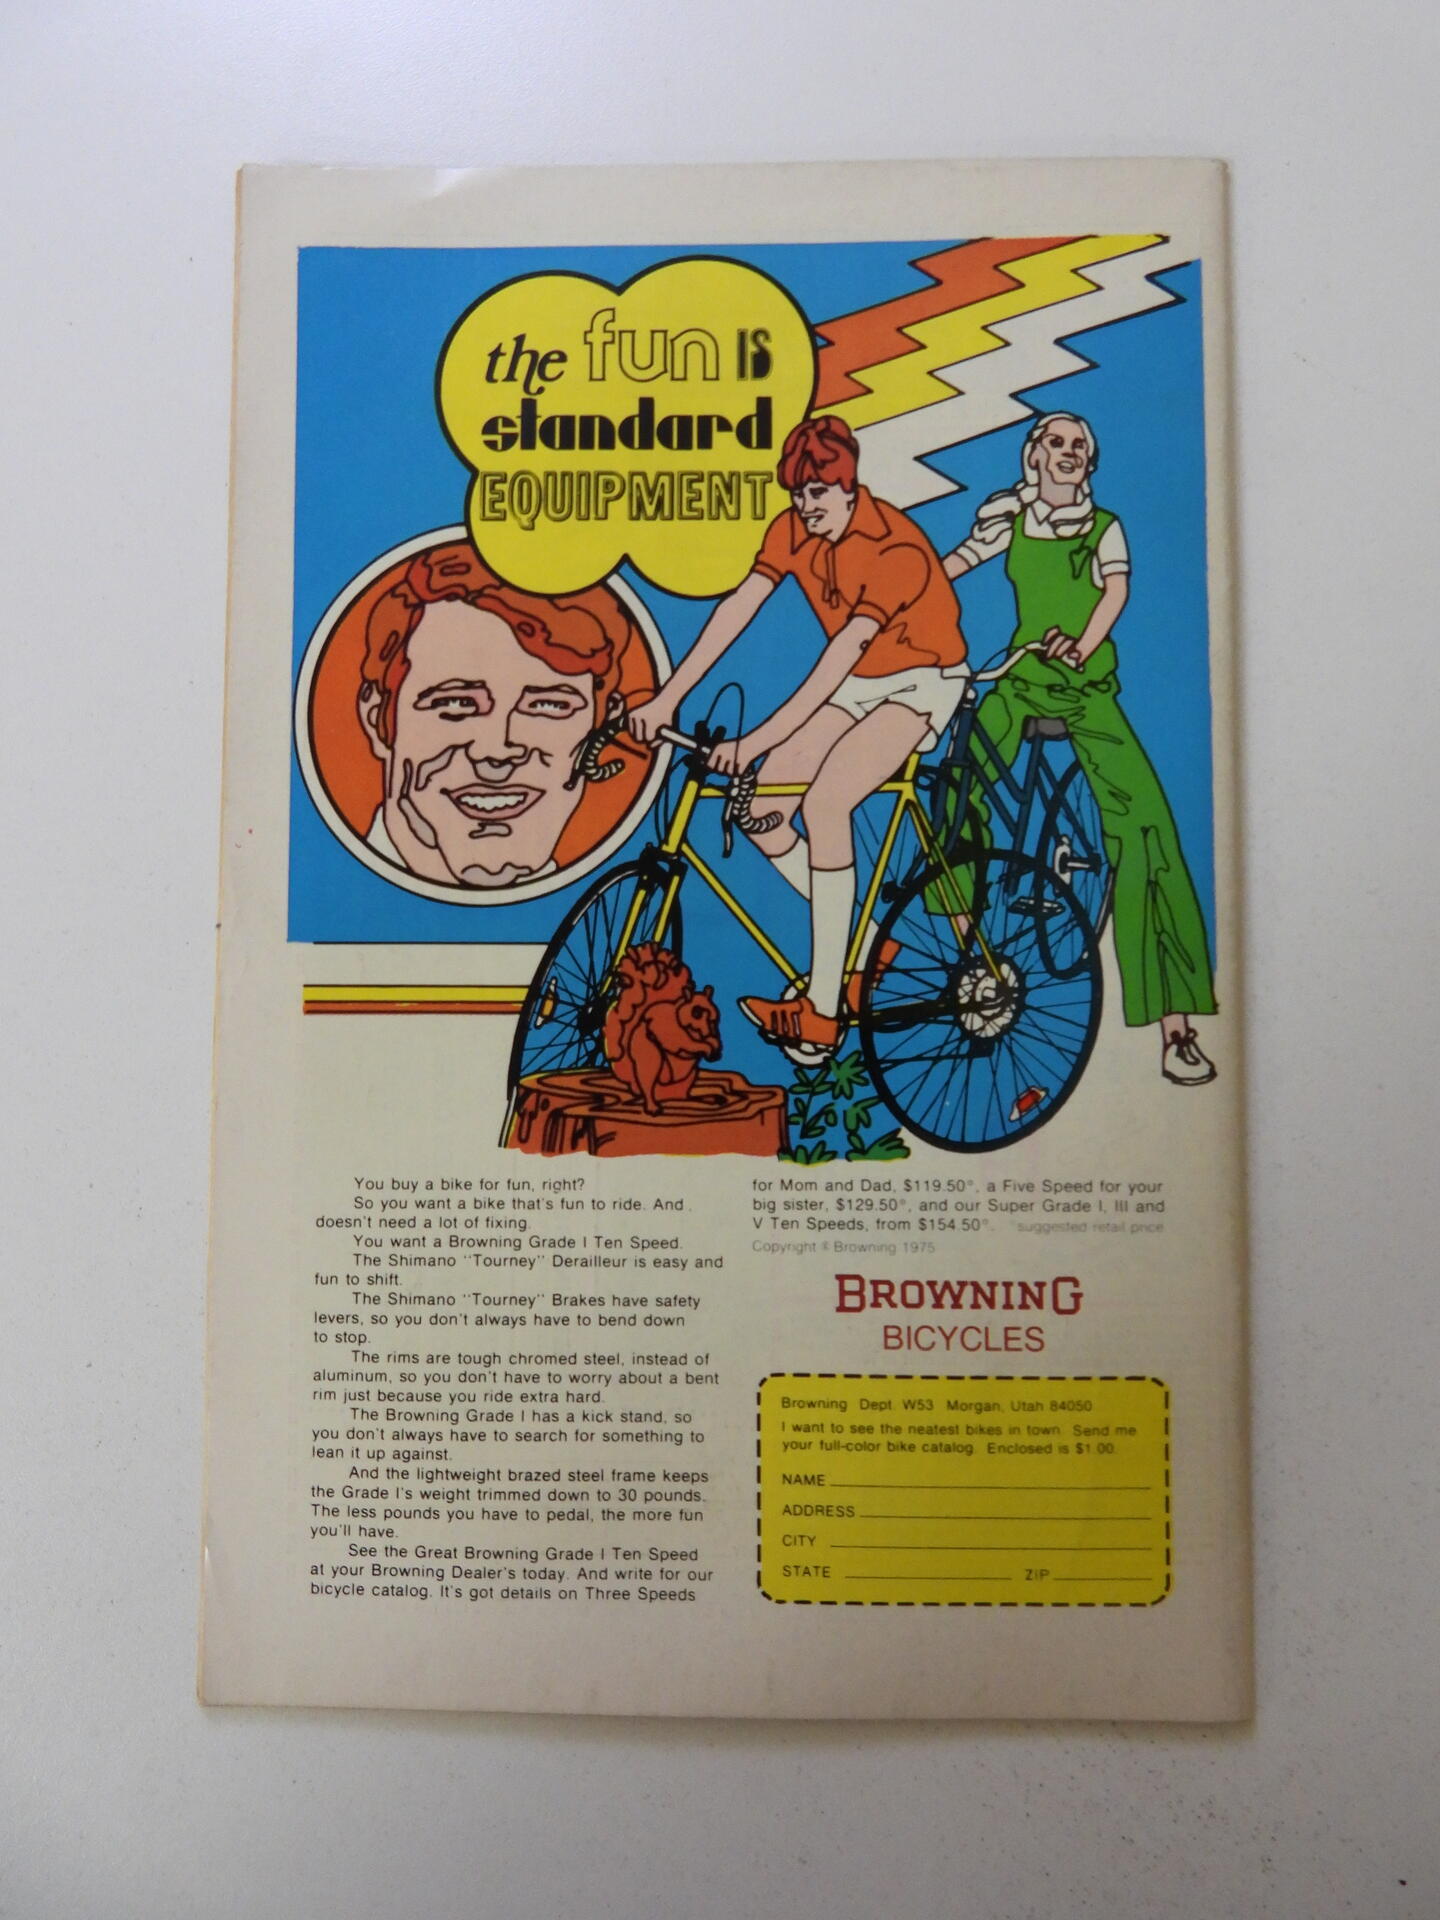 the fun IS
standard
EQUIPMENT
You buy a bike for fun, right?
So you want a bike that's fun to ride. And
doesn't need a lot of fixing.
You want a Browning Grade I Ten Speed.
The Shimano "Tourney" Derailleur is easy and
fun to shift.
The Shimano "Tourney" Brakes have safety
levers, so you don't always have to bend down
to stop.
The rims are tough chromed steel, instead of
aluminum, so you don't have to worry about a bent
rim just because you ride extra hard.
The Browning Grade I has a kick stand, so
you don't always have to search for something to
lean it up against.
And the lightweight brazed steel frame keeps
the Grade I's weight trimmed down to 30 pounds.
The less pounds you have to pedal, the more fun
you'll have.
See the Great Browning Grade I Ten Speed
at your Browning Dealer's today. And write for our
bicycle catalog. It's got details on Three Speeds
for Mom and Dad, $119.50*, a Five Speed for your
big sister, $129.50*, and our Super Grade I, III and
V Ten Speeds, from $154.50*. *suggested retail price
Copyright © Browning 1975
BROWNING
BICYCLES
Browning Dept. W53 Morgan, Utah 84050
I want to see the neatest bikes in town. Send me
your full-color bike catalog. Enclosed is $1.00.
NAME
ADDRESS
CITY
STATE ZIP